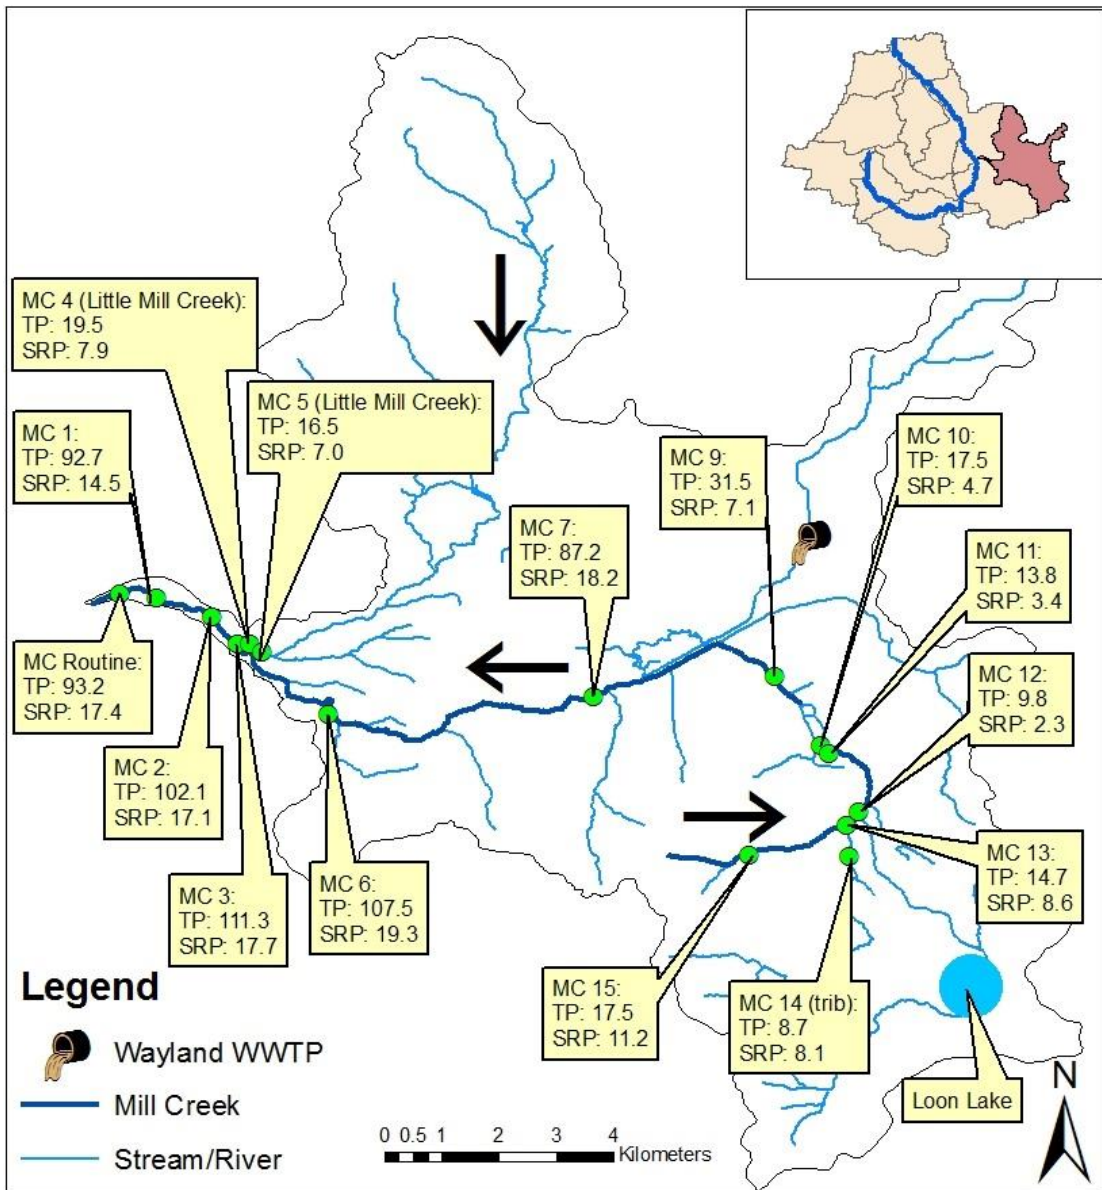 MC 4 (Little Mill Creek):
TP: 19.5
SRP: 7.9
MC 5 (Little Mill Creek):
TP: 16.5
SRP: 7.0
MC 1:
TP: 92.7
SRP: 14.5
MC 10:
TP: 17.5
SRP: 4.7
MC 9:
TP: 31.5
SRP: 7.1
MC 7:
TP: 87.2
SRP: 18.2
MC 11:
TP: 13.8
SRP: 3.4
MC Routine:
TP: 93.2
SRP: 17.4
MC 12:
TP: 9.8
SRP: 2.3
MC 2:
TP: 102.1
SRP: 17.1
MC 13:
TP: 14.7
SRP: 8.6
MC 3:
TP: 111.3
SRP: 17.7
MC 6:
TP: 107.5
SRP: 19.3
MC 15:
TP: 17.5
SRP: 11.2
MC 14 (trib):
TP: 8.7
SRP: 8.1
Loon Lake
Legend
Wayland WWTP
Mill Creek
Stream/River
0 0.5 1 2 3 4
Kilometers
N